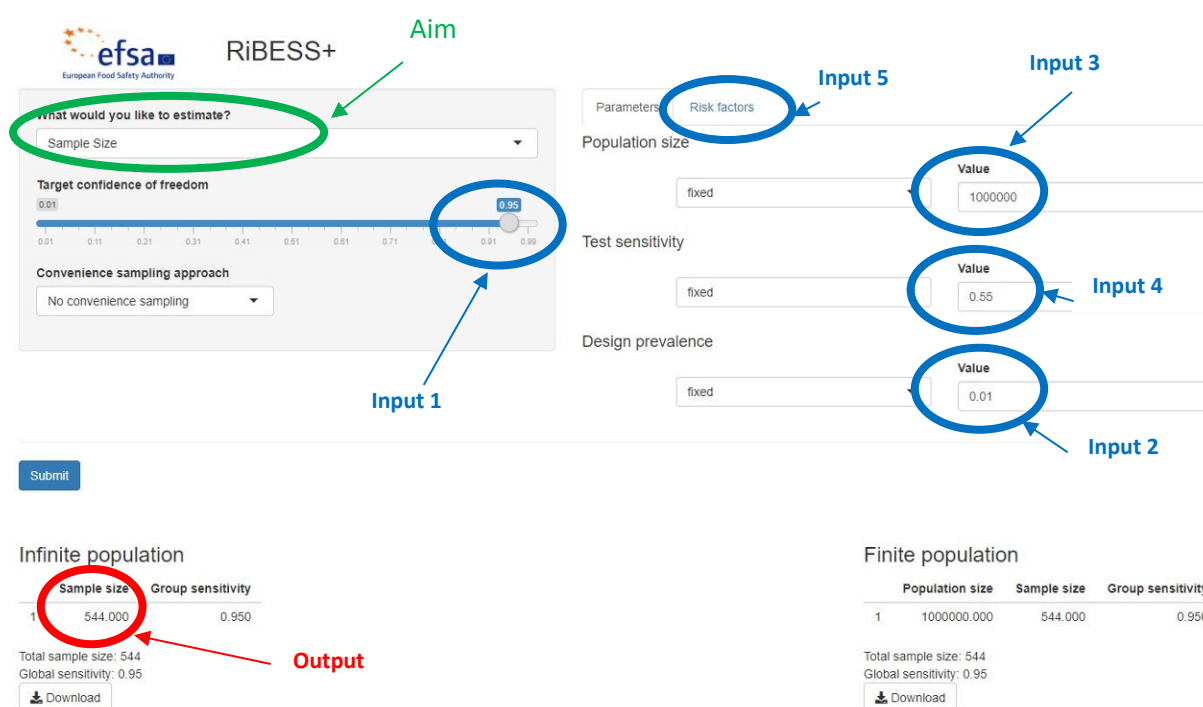 Aim
efsa
European Food Safety Authority
RiBESS+
Input 5
Input 3
What would you like to estimate?
Sample Size
Target confidence of freedom
0.01
0.95
0.01 0.11 0.21 0.31 0.41 0.51 0.61 0.71 0.91 0.99
Convenience sampling approach
No convenience sampling
Input 1
Parameters Risk factors
Population size
Value
fixed 1000000
Test sensitivity
Value
fixed 0.55
Input 4
Design prevalence
Value
fixed 0.01
Input 2
Submit
Infinite population
Sample size Group sensitivity
1 544.000 0.950
Total sample size: 544
Global sensitivity: 0.95
Download
Output
Finite population
Population size Sample size Group sensitivity
1 1000000.000 544.000 0.950
Total sample size: 544
Global sensitivity: 0.95
Download